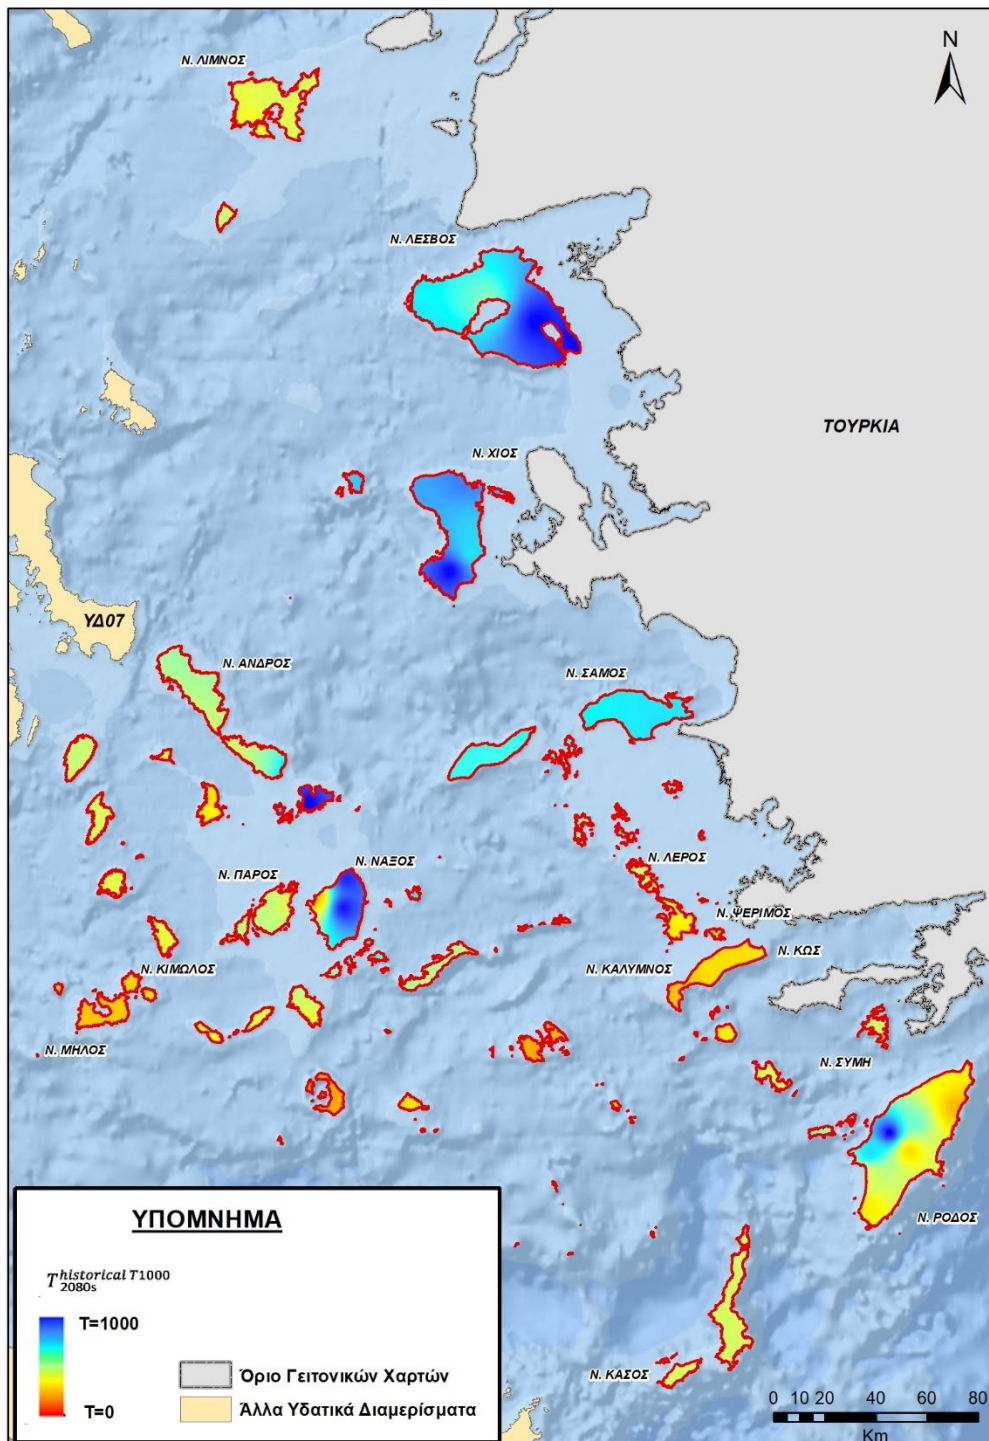 N
Ν. ΛΙΜΝΟΣ
Ν. ΛΕΣΒΟΣ
ΤΟΥΡΚΙΑ
Ν. ΧΙΟΣ
ΥΔ07
Ν. ΑΝΔΡΟΣ
Ν. ΣΑΜΟΣ
Ν. ΝΑΞΟΣ
Ν. ΠΑΡΟΣ
Ν. ΛΕΡΟΣ
Ν. ΨΕΡΙΜΟΣ
Ν. ΚΩΣ
Ν. ΚΑΛΥΜΝΟΣ
Ν. ΚΙΜΩΛΟΣ
Ν. ΜΗΛΟΣ
Ν. ΣΥΜΗ
Ν. ΡΟΔΟΣ
Ν. ΚΑΣΟΣ
ΥΠΟΜΝΗΜΑ
T historical T1000
2080s
T=1000
T=0
Όριο Γειτονικών Χαρτών
Άλλα Υδατικά Διαμερίσματα
0 10 20 40 60 80
Km